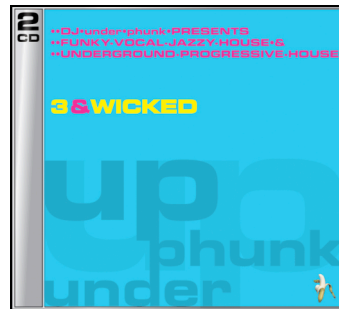 2
CD
••DJ•under•phunk•PRESENTS
••FUNKY-VOCAL-JAZZY-HOUSE•&
••UNDERGROUND-PROGRESSIVE-HOUSE
3&WICKED
up
phunk
under